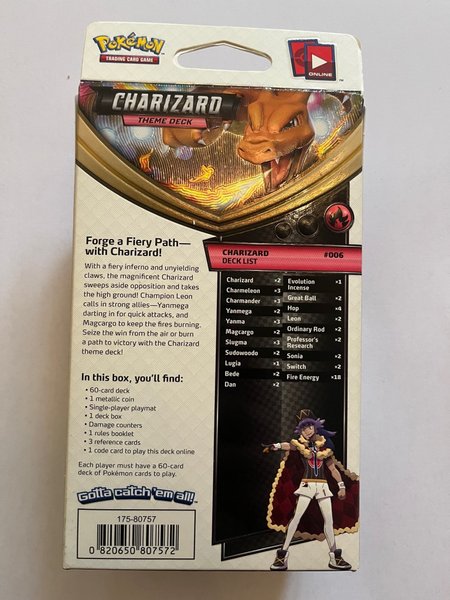 POKéMON
TRADING CARD GAME
ONLINE™
CHARIZARD
THEME DECK
Forge a Fiery Path—
with Charizard!
With a fiery inferno and unyielding
claws, the magnificent Charizard
sweeps aside opposition and takes
the high ground! Champion Leon
calls in strong allies—Yanmega
darting in for quick attacks, and
Magcargo to keep the fires burning.
Seize the win from the air or burn
a path to victory with the Charizard
theme deck!
In this box, you'll find:
• 60-card deck
• 1 metallic coin
• Single-player playmat
• 1 deck box
• Damage counters
• 1 rules booklet
• 3 reference cards
• 1 code card to play this deck online
Each player must have a 60-card
deck of Pokémon cards to play.
Gotta catch 'em all!™
175-80757
0 820650 807572
CHARIZARD #006
DECK LIST
Charizard ×2
Charmeleon ×3
Charmander ×3
Yanmega ×2
Yanma ×3
Magcargo ×2
Slugma ×3
Sudowoodo ×2
Lugia ×1
Bede ×2
Dan ×2
Evolution ×1
Incense
Great Ball ×2
Hop ×4
Leon ×2
Ordinary Rod ×2
Professor's ×2
Research
Sonia ×2
Switch ×2
Fire Energy ×18